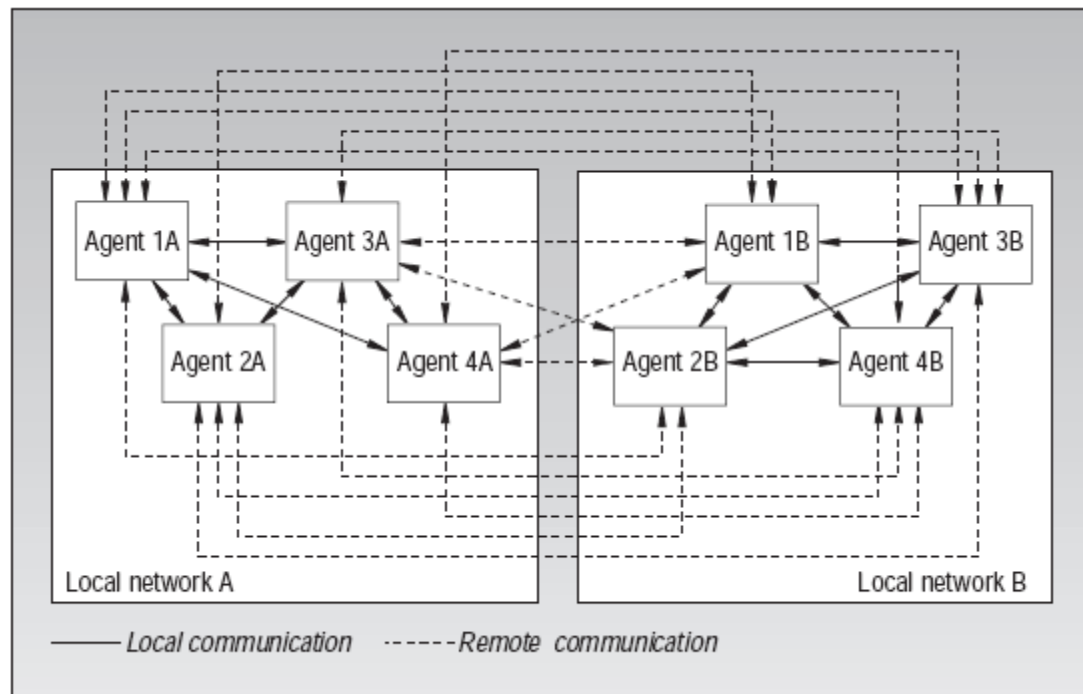 Agent 1A
Agent 3A
Agent 1B
Agent 3B
Agent 2A
Agent 4A
Agent 2B
Agent 4B
Local network A
Local network B
Local communication
Remote communication